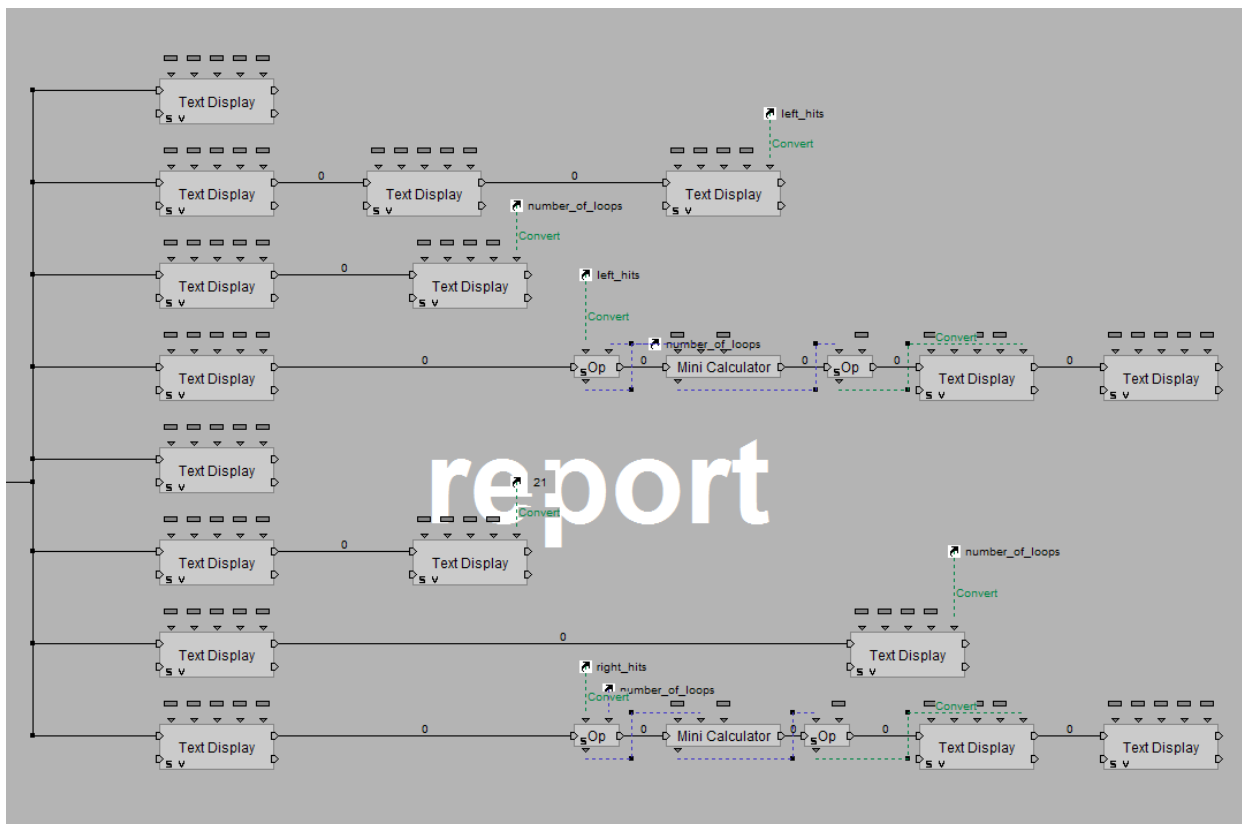 Text Display
S V
left_hits
Convert
Text Display 0 Text Display 0 Text Display
S V S V S V
number_of_loops
Convert
Text Display 0 Text Display
S V S V
left_hits
Convert
number_of_loops Convert
Text Display 0 Op 0 Mini Calculator 0 Op 0 Text Display 0 Text Display
S V S S S V S V
report
Text Display
S V
21
Convert
Text Display 0 Text Display
S V S V
number_of_loops
Convert
Text Display 0 Text Display
S V S V
right_hits
number_of_loops
Convert Convert
Text Display 0 Op 0 Mini Calculator 0 Op 0 Text Display 0 Text Display
S V S S S V S V